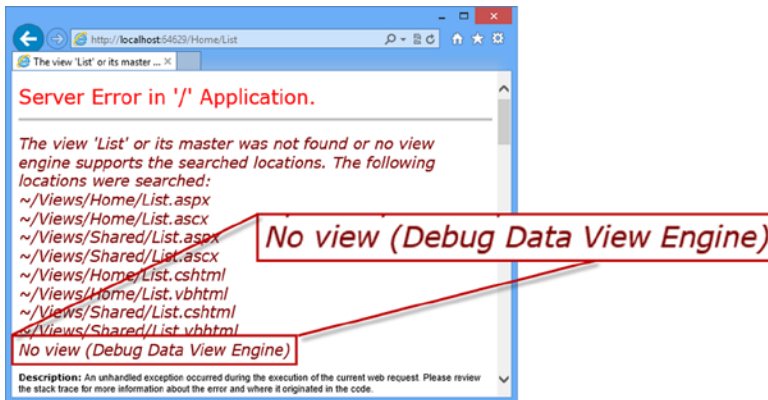 http://localhost:54629/Home/List
The view 'List' or its master ... ×
Server Error in '/' Application.
The view 'List' or its master was not found or no view
engine supports the searched locations. The following
locations were searched:
~/Views/Home/List.aspx
~/Views/Home/List.ascx
~/Views/Shared/List.aspx
~/Views/Shared/List.ascx
~/Views/Home/List.cshtml
~/Views/Home/List.vbhtml
~/Views/Shared/List.cshtml
~/Views/Shared/List.vbhtml
No view (Debug Data View Engine)
No view (Debug Data View Engine)
Description: An unhandled exception occurred during the execution of the current web request. Please review
the stack trace for more information about the error and where it originated in the code.